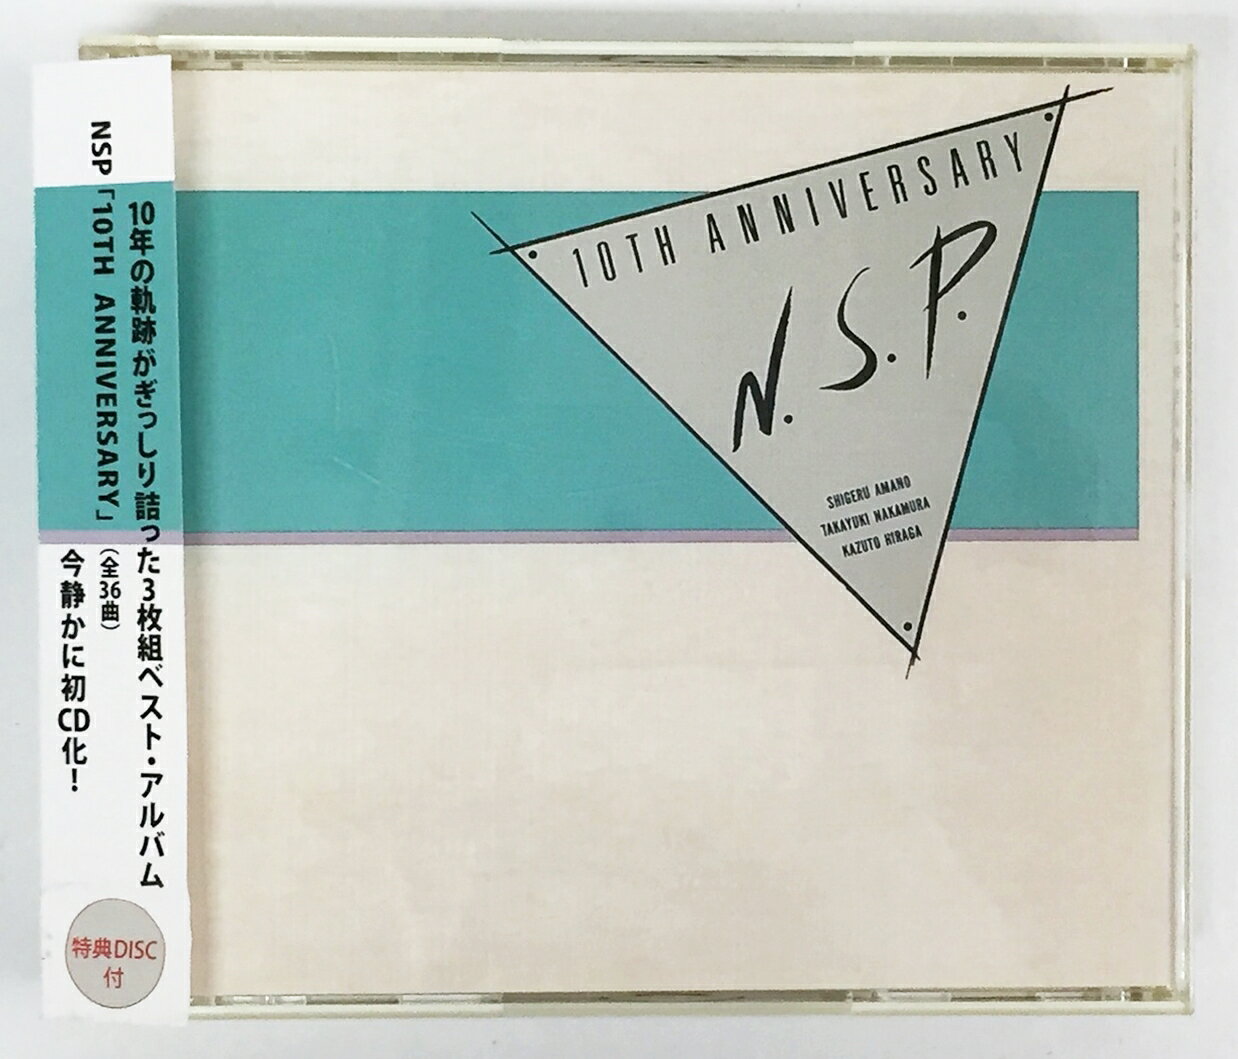 10年の軌跡がぎっしり詰った3枚組ベスト・アルバム
NSP「10TH ANNIVERSARY」(全36曲)
今静かに初CD化！
特典DISC
付
10TH ANNIVERSARY
N.S.P.
SHIGERU AMANO
TAKAYUKI NAKAMURA
KAZUTO HIRAGA